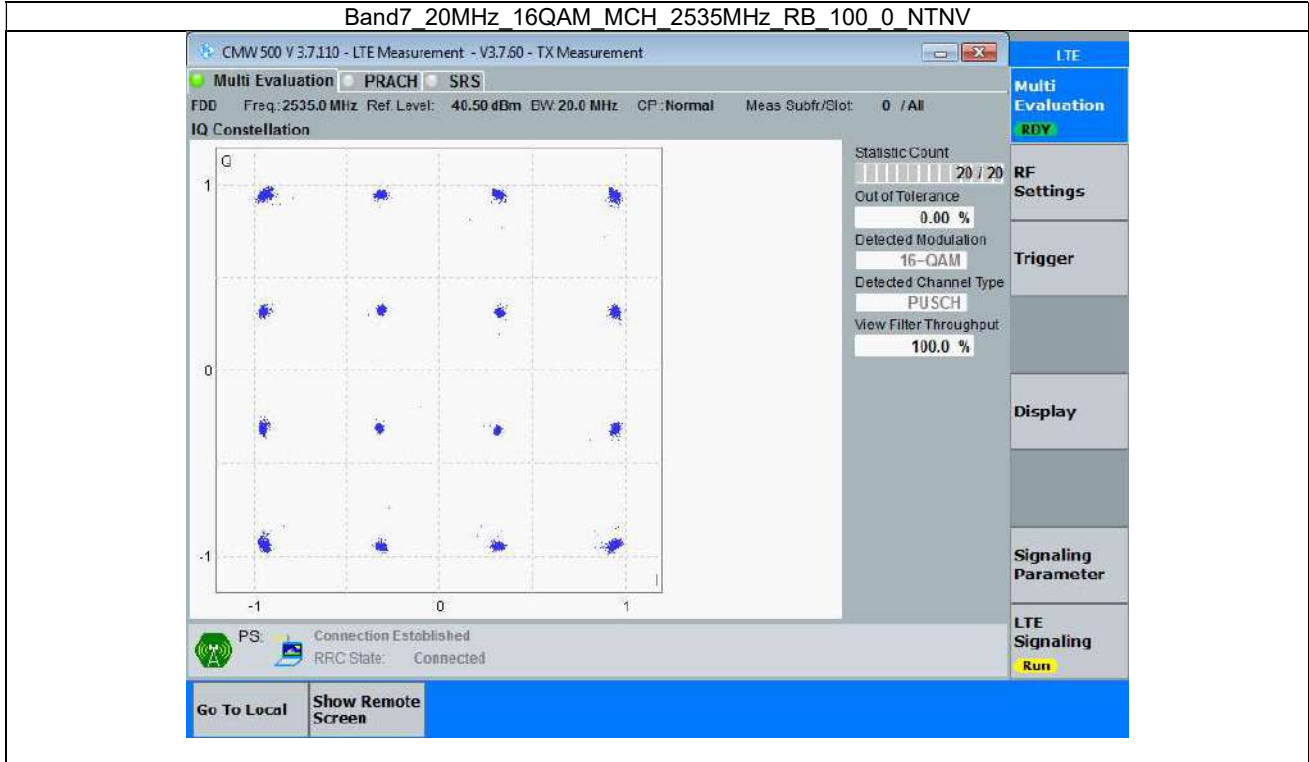 Band7_20MHz_16QAM_MCH_2535MHz_RB_100_0_NTNV
CMW 500 V 3.7.110 - LTE Measurement - V3.7.60 - TX Measurement
LTE
Multi Evaluation PRACH SRS
Multi
Evaluation
RDY
FDD Freq.: 2535.0 MHz Ref. Level: 40.50 dBm BW: 20.0 MHz CP: Normal Meas Subfr/Slot: 0 / All
IQ Constellation
Q
1
0
-1
-1 0 1
I
Statistic Count
20 / 20
Out of Tolerance
0.00 %
Detected Modulation
16-QAM
Detected Channel Type
PUSCH
View Filter Throughput
100.0 %
RF
Settings
Trigger
Display
Signaling
Parameter
LTE
Signaling
Run
PS: Connection Established
RRC State: Connected
Go To Local
Show Remote
Screen